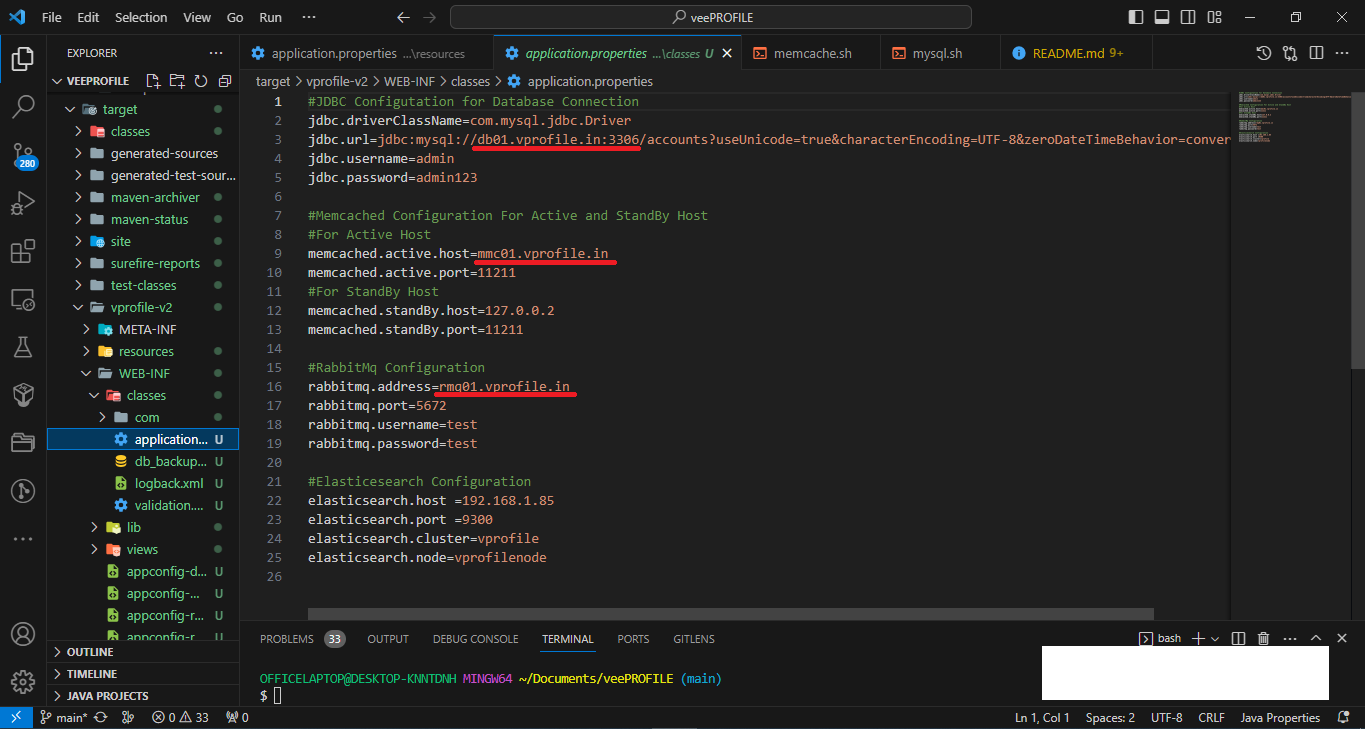 File Edit Selection View Go Run ··· veePROFILE
EXPLORER ···
application.properties ...\resources application.properties ...\classes U memcache.sh mysql.sh README.md 9+ ···
VEEPROFILE
target > vprofile-v2 > WEB-INF > classes > application.properties
target
classes
generated-sources
generated-test-sour...
maven-archiver
maven-status
site
surefire-reports
test-classes
vprofile-v2
META-INF
resources
WEB-INF
classes
com
application... U
db_backup... U
logback.xml U
validation.... U
lib
views
appconfig-d... U
appconfig-... U
appconfig-r... U
appconfig-r U
OUTLINE
TIMELINE
JAVA PROJECTS
280
1 #JDBC Configutation for Database Connection
2 jdbc.driverClassName=com.mysql.jdbc.Driver
3 jdbc.url=jdbc:mysql://db01.vprofile.in:3306/accounts?useUnicode=true&characterEncoding=UTF-8&zeroDateTimeBehavior=conver
4 jdbc.username=admin
5 jdbc.password=admin123
6
7 #Memcached Configuration For Active and StandBy Host
8 #For Active Host
9 memcached.active.host=mmc01.vprofile.in
10 memcached.active.port=11211
11 #For StandBy Host
12 memcached.standBy.host=127.0.0.2
13 memcached.standBy.port=11211
14
15 #RabbitMq Configuration
16 rabbitmq.address=rmq01.vprofile.in
17 rabbitmq.port=5672
18 rabbitmq.username=test
19 rabbitmq.password=test
20
21 #Elasticesearch Configuration
22 elasticsearch.host =192.168.1.85
23 elasticsearch.port =9300
24 elasticsearch.cluster=vprofile
25 elasticsearch.node=vprofilenode
26
PROBLEMS 33 OUTPUT DEBUG CONSOLE TERMINAL PORTS GITLENS bash ···
OFFICELAPTOP@DESKTOP-KNNTDNH MINGW64 ~/Documents/veePROFILE (main)
$
main* 0 33 0 Ln 1, Col 1 Spaces: 2 UTF-8 CRLF Java Properties